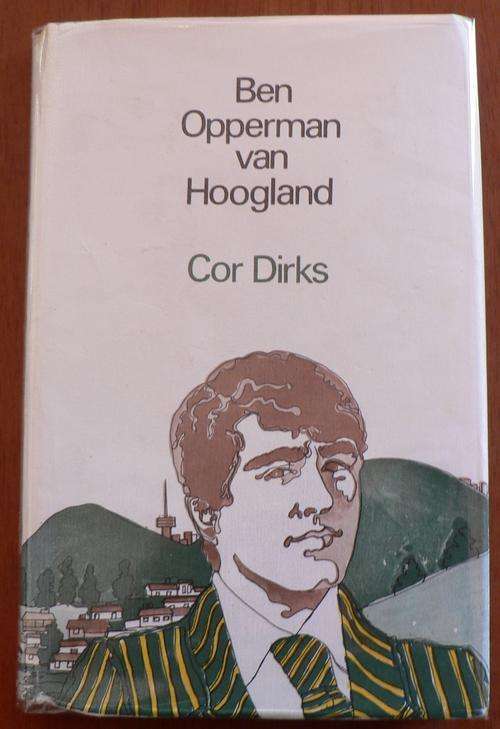 Ben
Opperman
van
Hoogland
Cor Dirks